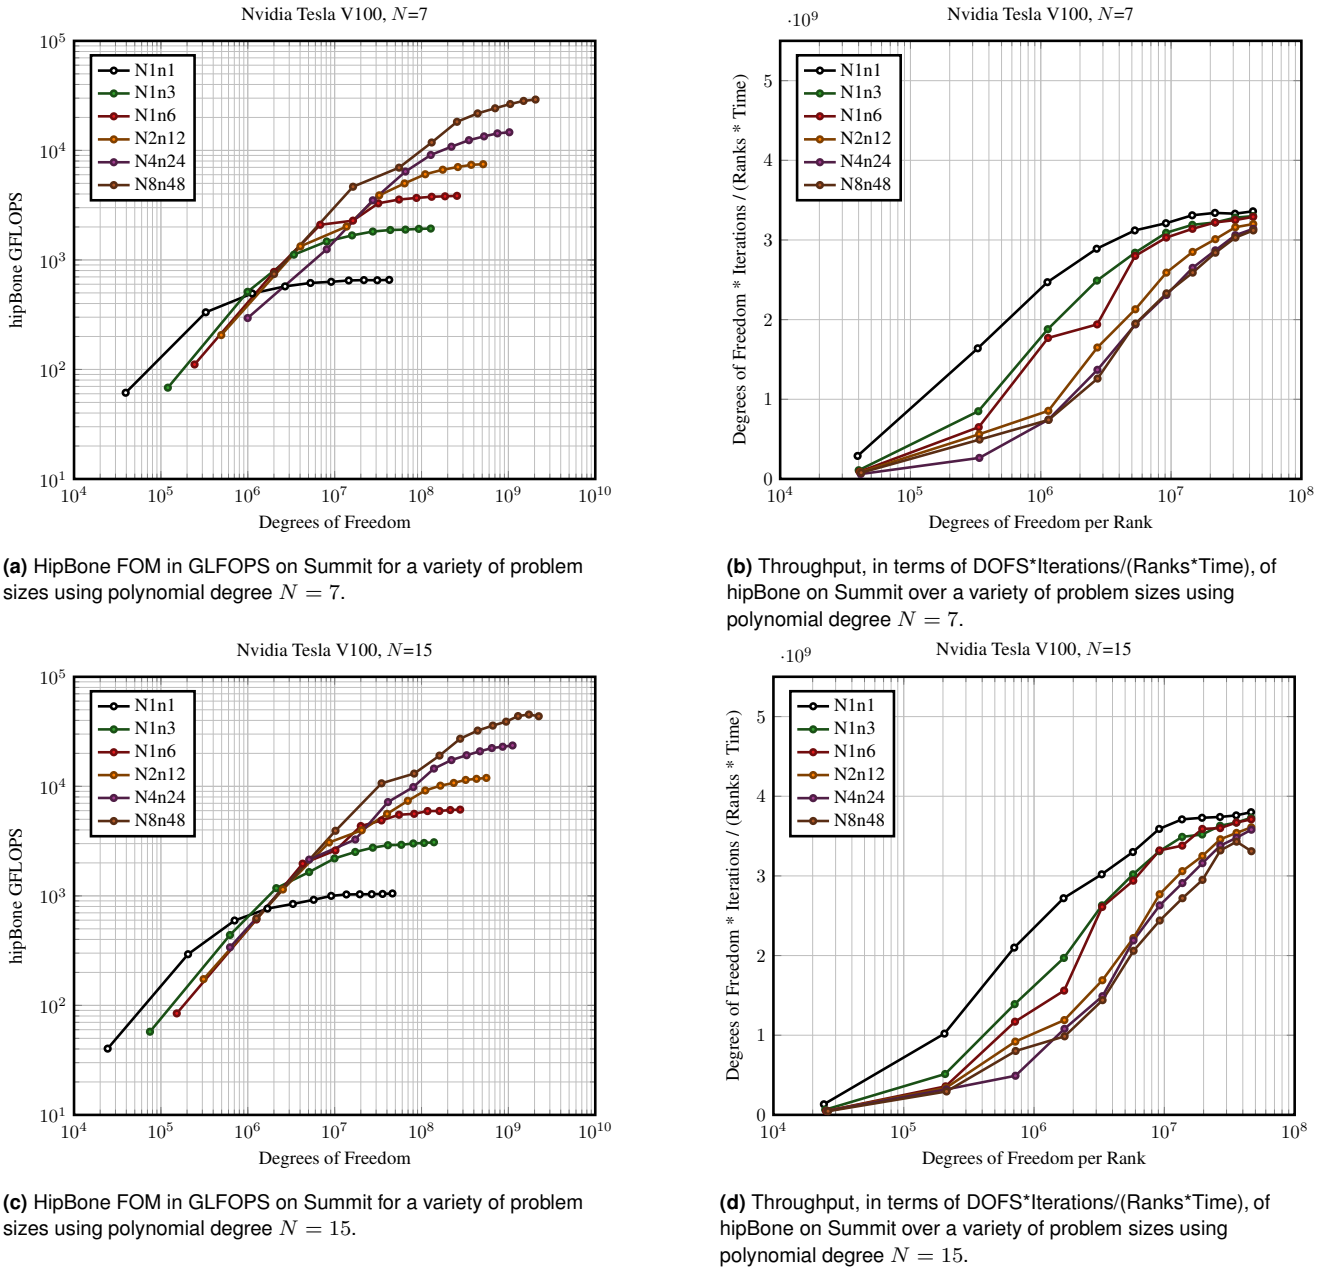 Nvidia Tesla V100, N=7
10^5
10^4
10^3
10^2
10^1
hipBone GFLOPS
N1n1
N1n3
N1n6
N2n12
N4n24
N8n48
10^4 10^5 10^6 10^7 10^8 10^9 10^10
Degrees of Freedom
(a) HipBone FOM in GLFOPS on Summit for a variety of problem
sizes using polynomial degree N = 7.
Nvidia Tesla V100, N=7
·10^9
5
4
3
2
1
0
Degrees of Freedom * Iterations / (Ranks * Time)
N1n1
N1n3
N1n6
N2n12
N4n24
N8n48
10^4 10^5 10^6 10^7 10^8
Degrees of Freedom per Rank
(b) Throughput, in terms of DOFS*Iterations/(Ranks*Time), of
hipBone on Summit over a variety of problem sizes using
polynomial degree N = 7.
Nvidia Tesla V100, N=15
10^5
10^4
10^3
10^2
10^1
hipBone GFLOPS
N1n1
N1n3
N1n6
N2n12
N4n24
N8n48
10^4 10^5 10^6 10^7 10^8 10^9 10^10
Degrees of Freedom
(c) HipBone FOM in GLFOPS on Summit for a variety of problem
sizes using polynomial degree N = 15.
Nvidia Tesla V100, N=15
·10^9
5
4
3
2
1
0
Degrees of Freedom * Iterations / (Ranks * Time)
N1n1
N1n3
N1n6
N2n12
N4n24
N8n48
10^4 10^5 10^6 10^7 10^8
Degrees of Freedom per Rank
(d) Throughput, in terms of DOFS*Iterations/(Ranks*Time), of
hipBone on Summit over a variety of problem sizes using
polynomial degree N = 15.